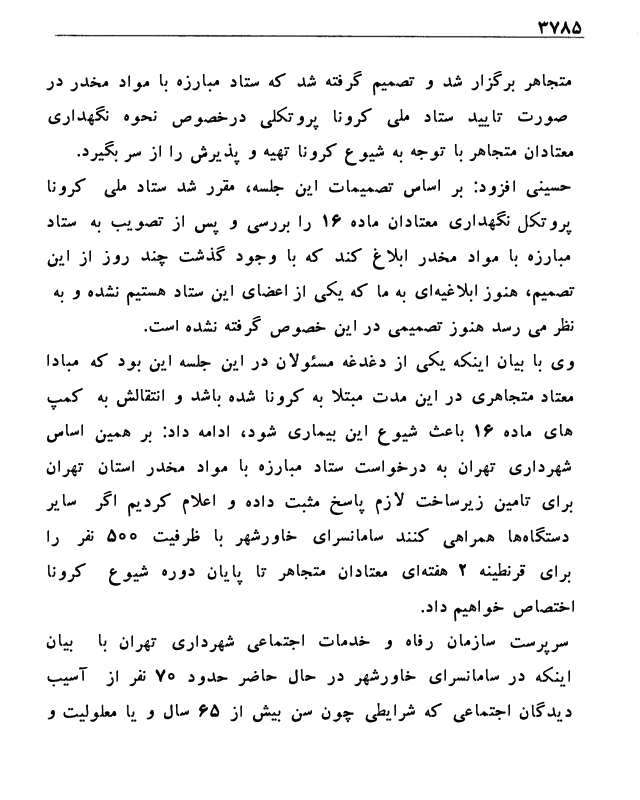 ۳۷۸۵
متجاهر برگزار شد و تصمیم گرفته شد که ستاد مبارزه با مواد مخدر در
صورت تایید ستاد ملی کرونا پروتکلی درخصوص نحوه نگهداری
معتادان متجاهر با توجه به شیوع کرونا تهیه و پذیرش را از سر بگیرد.
حسینی افزود: بر اساس تصمیمات این جلسه، مقرر شد ستاد ملی کرونا
پروتکل نگهداری معتادان ماده ۱۶ را بررسی و پس از تصویب به ستاد
مبارزه با مواد مخدر ابلاغ کند که با وجود گذشت چند روز از این
تصمیم، هنوز ابلاغیه‌ای به ما که یکی از اعضای این ستاد هستیم نشده و به
نظر می رسد هنوز تصمیمی در این خصوص گرفته نشده است.
وی با بیان اینکه یکی از دغدغه مسئولان در این جلسه این بود که مبادا
معتاد متجاهری در این مدت مبتلا به کرونا شده باشد و انتقالش به کمپ
های ماده ۱۶ باعث شیوع این بیماری شود، ادامه داد: بر همین اساس
شهرداری تهران به درخواست ستاد مبارزه با مواد مخدر استان تهران
برای تامین زیرساخت لازم پاسخ مثبت داده و اعلام کردیم اگر سایر
دستگاه‌ها همراهی کنند سامانسرای خاورشهر با ظرفیت ۵۰۰ نفر را
برای قرنطینه ۲ هفته‌ای معتادان متجاهر تا پایان دوره شیوع کرونا
اختصاص خواهیم داد.
سرپرست سازمان رفاه و خدمات اجتماعی شهرداری تهران با بیان
اینکه در سامانسرای خاورشهر در حال حاضر حدود ۷۰ نفر از آسیب
دیدگان اجتماعی که شرایطی چون سن بیش از ۶۵ سال و یا معلولیت و